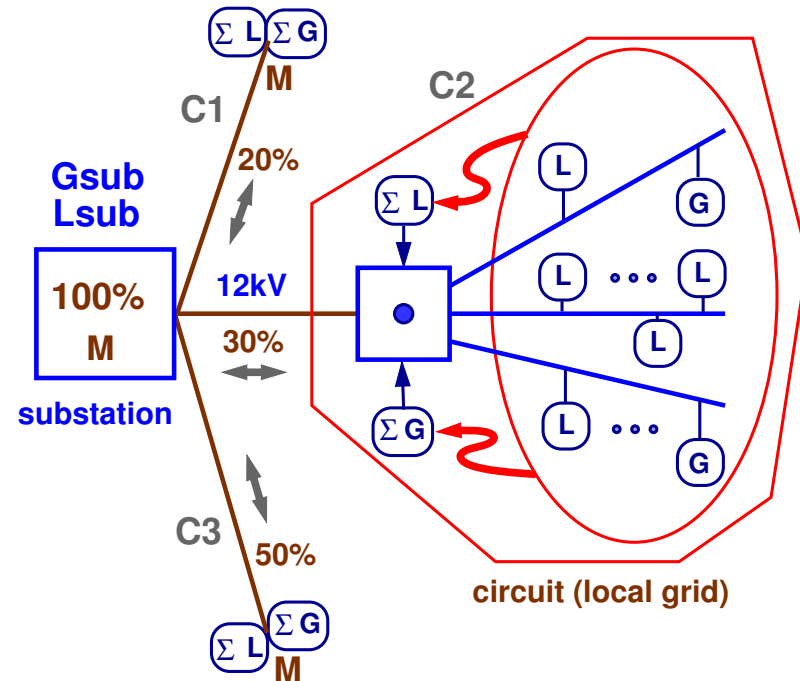 Σ L Σ G
M
C1
C2
20%
Gsub
Lsub
Σ L
L
G
100%
M
12kV
L L
L
30%
substation
Σ G
L
G
C3
50%
circuit (local grid)
Σ L Σ G
M